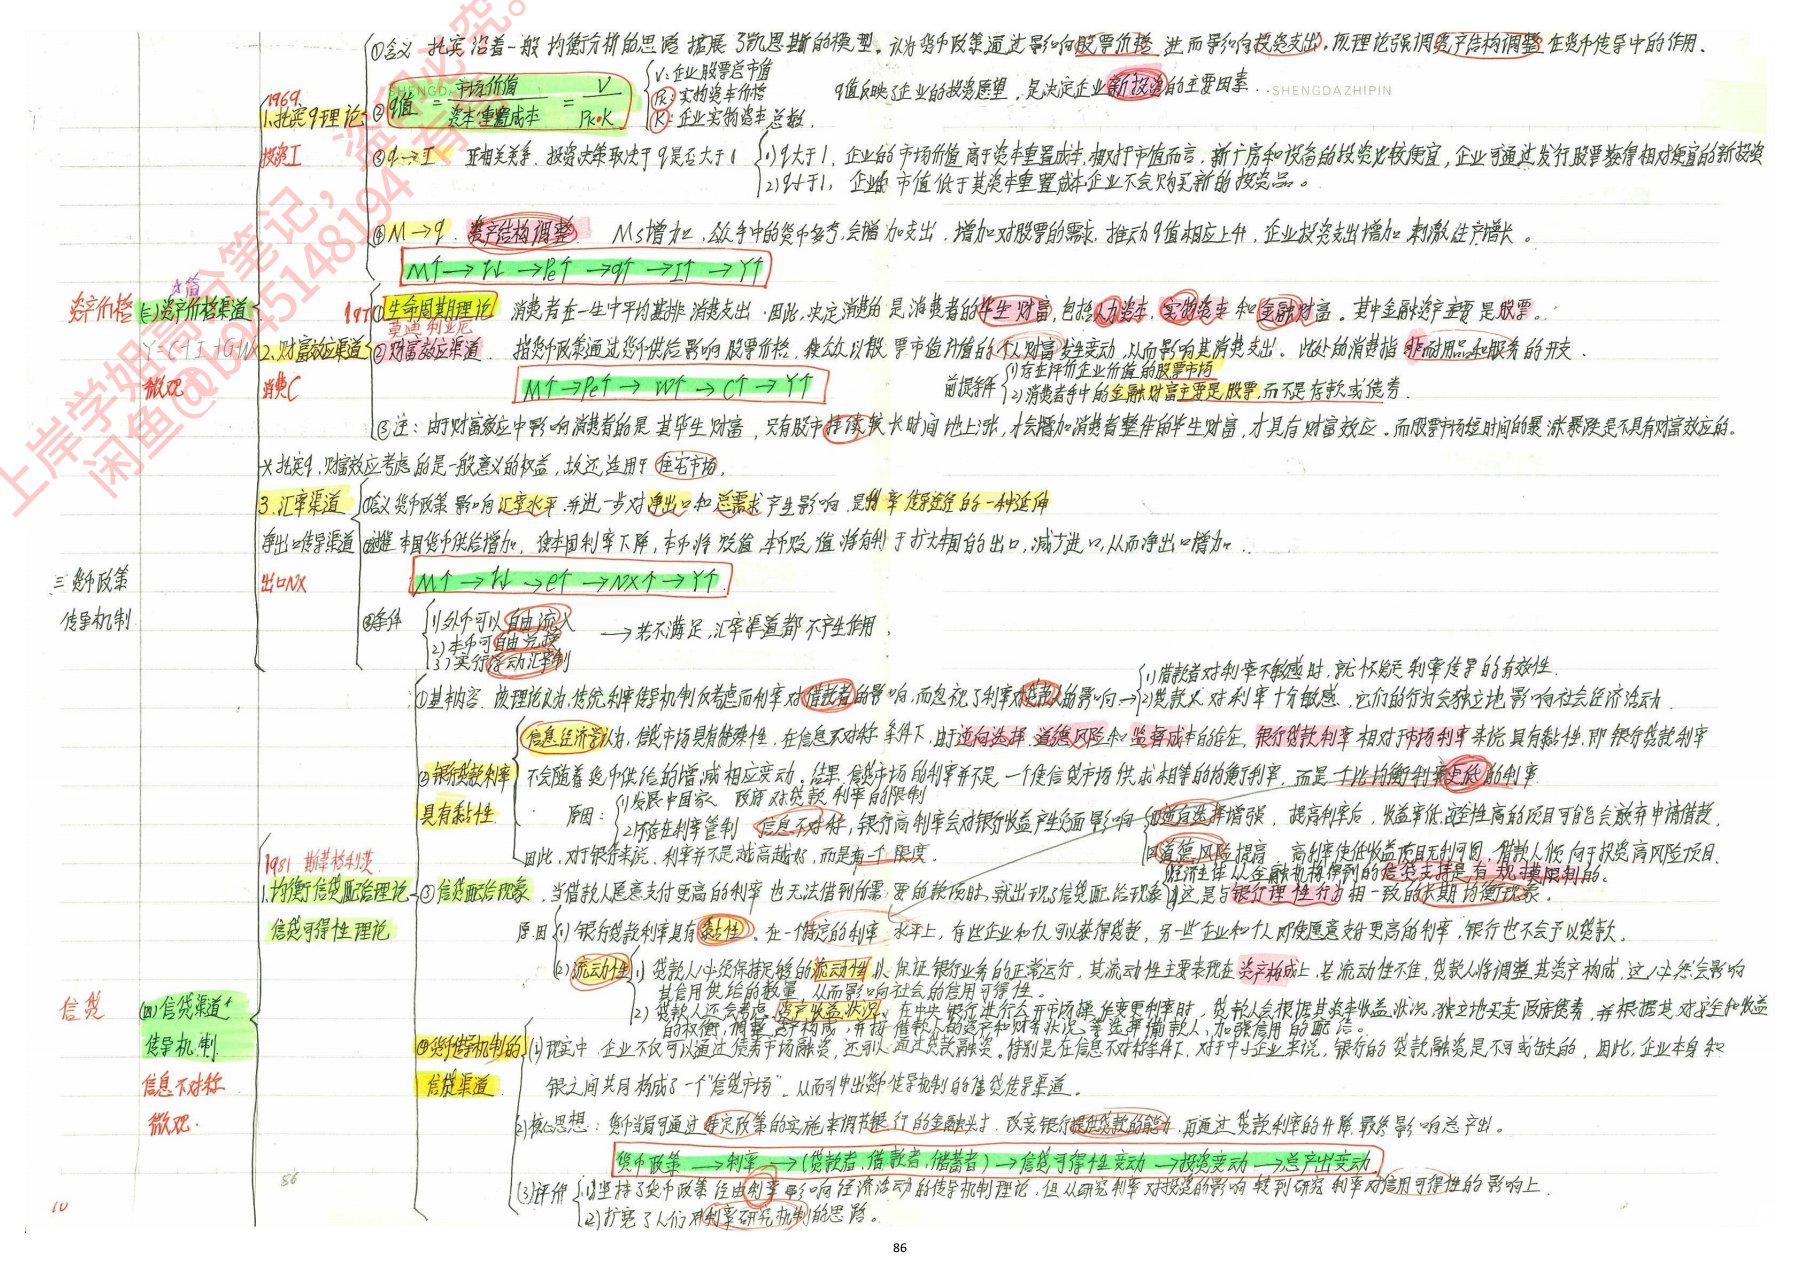 ①含义 托宾沿着一般均衡分析的思路扩展了凯恩斯的模型。认为货币政策通过影响股票价格进而影响投资支出,该理论强调资产结构调整在货币传导中的作用。
1969
1.托宾q理论
投资I
② q值 = 市场价值 / 资本重置成本 = V / Pk·K
V:企业股票总市值
Pk:实物资本价格
K:企业实物资本总数
q值反映了企业的投资愿望,是决定企业新投资的主要因素.
SHENGDAZHIPIN
③q→I 正相关关系,投资决策取决于q是否大于1
1)q大于1,企业的市场价值高于资本重置成本,相对于市值而言,新厂房和设备的投资比较便宜,企业可通过发行股票获得相对便宜的新投资
2)q小于1,企业市值低于其资本重置成本,企业不会购买新的投资品。
④M→q. 资产结构调整 Ms增加,公众手中的货币多,会增加支出,增加对股票的需求,推动q值相应上升,企业投资支出增加,刺激生产增长。
M↑→r↓→Pe↑→q↑→I↑→Y↑
资产价格
(三)资产价格渠道
Y=C+I+G+NX
微观
2.财富效应渠道
消费C
①生命周期理论 消费者在一生中平均安排消费支出.因此,决定消费的是消费者的毕生财富,包括人力资本,实物资本和金融财富。其中金融资产主要是股票。
莫迪利亚尼
②财富效应渠道. 指货币政策通过货币供给影响股票价格,使公众以股票市值计值的个人财富发生变动,从而影响其消费支出。此处的消费指非耐用品和服务的开支.
M↑→Pe↑→W↑→C↑→Y↑
前提条件
1)存在评价企业价值的股票市场
2)消费者手中的金融财富主要是股票,而不是存款或债券.
③注:由于财富效应中影响消费者的是其毕生财富,只有股市持续较长时间地上涨,才会增加消费者整体的毕生财富,才具有财富效应。而股票市场短时间的暴涨暴跌是不具有财富效应的。
托宾q,财富效应考虑的是一般意义的权益,故还适用于住宅市场.
3.汇率渠道
净出口传导渠道
出口NX
①含义 货币政策影响汇率水平,并进一步对净出口和总需求产生影响,是利率传导途径的一种延伸
②过程 本国货币供给增加,使本国利率下降,本币将贬值,本币贬值将有利于扩大本国的出口,减少进口,从而净出口增加.
M↑→r↓→e↑→NX↑→Y↑
三 货币政策
传导机制
③条件
1)外币可以自由流入
2)本币可自由兑换
3)实行浮动汇率制
→若不满足,汇率渠道都不产生作用.
①基本内容.该理论认为,传统利率传导机制仅考虑而利率对借款者的影响,而忽视了利率对贷款人的影响→
1)借款者对利率不敏感时,就怀疑利率传导的有效性.
2)贷款人对利率十分敏感,它们的行为会独立地影响社会经济活动.
②银行贷款利率
具有黏性.
信息经济学认为,信贷市场具有特殊性,在信息不对称条件下,由于逆向选择,道德风险和监督成本的存在,银行贷款利率相对于市场利率来说具有黏性,即银行贷款利率
不会随着货币供给的增减相应变动。结果,信贷市场的利率并不是一个使信贷市场供求相等的均衡利率,而是一个比均衡利率更低的利率.
原因:
1)发展中国家 政府对贷款利率的限制
2)不存在利率管制 信息不对称,银行高利率会对银行收益产生负面影响
逆向选择增强,提高利率后,收益率低,安全性高的项目可能会放弃申请借款.
道德风险提高.高利率使低收益项目无利可图,借款人倾向于投资高风险项目.
因此,对于银行来说,利率并不是越高越好,而是有一个限度.
1981 斯蒂格利茨
1.均衡信贷配给理论
信贷可得性理论
③信贷配给现象.当借款人愿意支付更高的利率也无法借到所需要的款项时,就出现了信贷配给现象
经济主体从金融机构得到的信贷支持是有规模限制的.
这是与银行理性行为相一致的长期均衡现象.
原因
1)银行贷款利率具有黏性.在一个特定的利率水平上,有些企业和个人可以获得贷款,另一些企业和个人即使愿意支付更高的利率,银行也不会予以贷款.
2)流动性
1)贷款人必须保持足够的流动性以保证银行业务的正常运行,其流动性主要表现在资产构成上,若流动性不佳,贷款人将调整其资产构成,这必然会影响
其信用供给的数量,从而影响社会的信用可得性。
2)贷款人还会考虑资产收益状况,在中央银行进行公开市场操作变更利率时,贷款人会根据其资本收益状况,独立地买卖政府债券,并根据其对安全和收益
的权衡,调整资产构成,并按借款人的资产和财务状况等选择借款人,加强信用的配给。
信贷
(四)信贷渠道
传导机制
信息不对称
微观.
④货币传导机制的
信贷渠道
(1)现实中,企业不仅可以通过债券市场融资,还可以通过贷款融资。特别是在信息不对称条件下,对于中小企业来说,银行的贷款融资是不可或缺的,因此,企业本身和
银之间共同构成了一个“信贷市场”.从而引申出货币传导机制的信贷传导渠道。
2)核心思想:货币当局可通过特定政策的实施来调节银行的金融头寸.改变银行提供贷款的能力.再通过贷款利率的升降,最终影响总产出。
货币政策→利率→(贷款者,借款者,储蓄者)→信贷可得性变动→投资变动→总产出变动
(3)评价
1)坚持了货币政策经由利率影响经济活动的传导机制理论,但从研究利率对投资的影响转到研究利率对信用可得性的影响上.
2)扩宽了人们对利率研究机制的思路。
86
10
86
上岸学姐高分笔记,盗印必究。
闲鱼@b94514819４